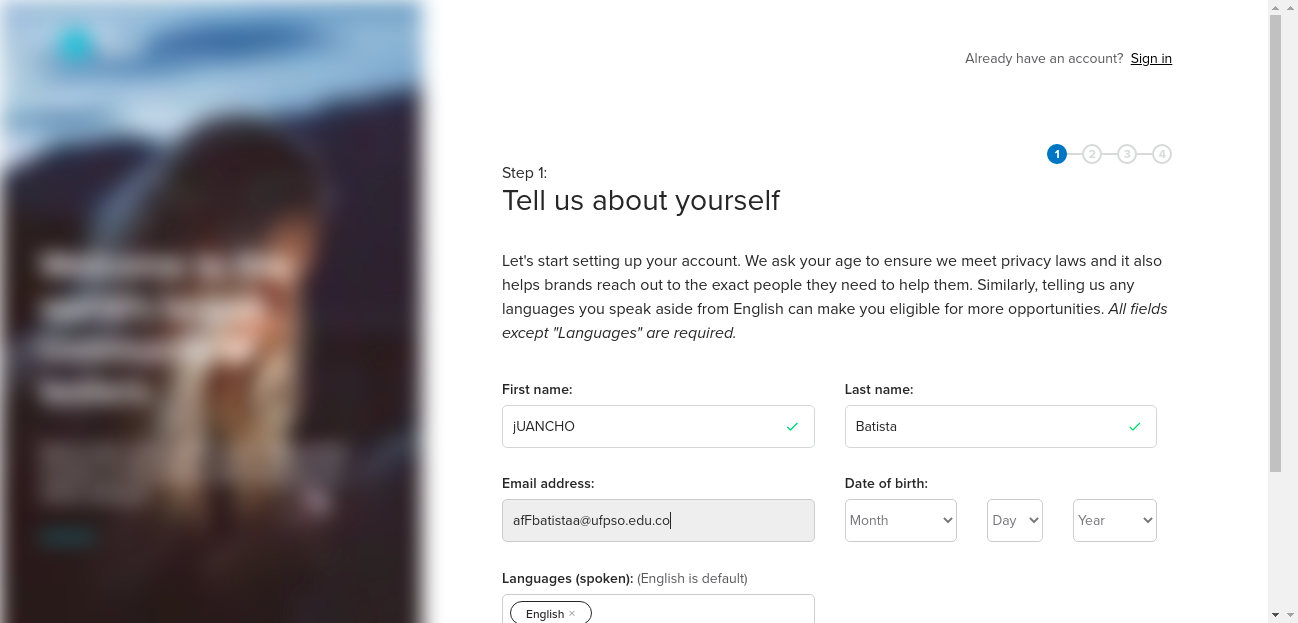 Already have an account? Sign in
1 2 3 4
Step 1:
Tell us about yourself
Let's start setting up your account. We ask your age to ensure we meet privacy laws and it also
helps brands reach out to the exact people they need to help them. Similarly, telling us any
languages you speak aside from English can make you eligible for more opportunities. All fields
except "Languages" are required.
First name:
Last name:
jUANCHO
Batista
Email address:
Date of birth:
afFbatistaa@ufpso.edu.co
Month
Day
Year
Languages (spoken): (English is default)
English ×